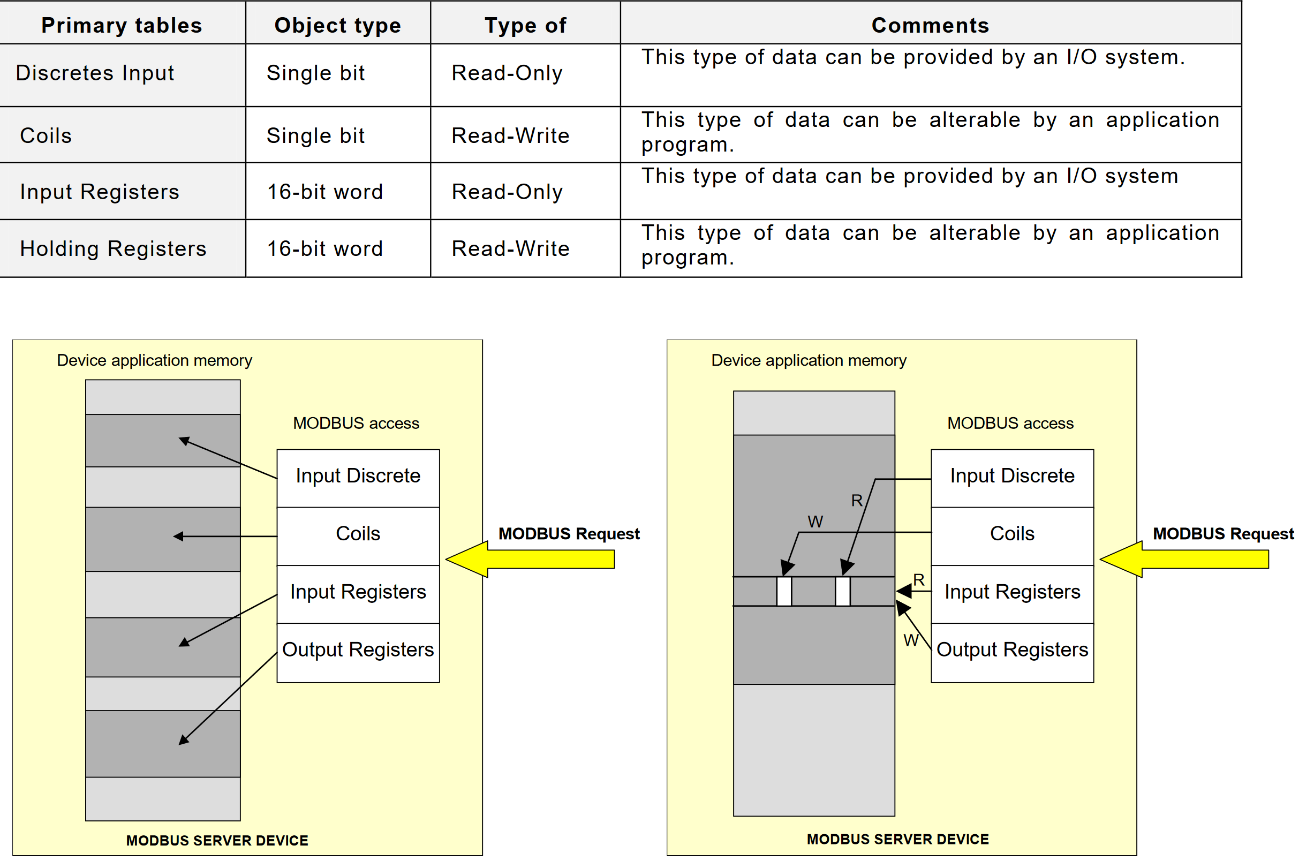 Primary tables Object type Type of Comments
Discretes Input Single bit Read-Only This type of data can be provided by an I/O system.
Coils Single bit Read-Write This type of data can be alterable by an application
program.
Input Registers 16-bit word Read-Only This type of data can be provided by an I/O system
Holding Registers 16-bit word Read-Write This type of data can be alterable by an application
program.
Device application memory
MODBUS access
Input Discrete
Coils
MODBUS Request
Input Registers
Output Registers
MODBUS SERVER DEVICE
Device application memory
MODBUS access
Input Discrete
R
W
Coils
MODBUS Request
R
Input Registers
W
Output Registers
MODBUS SERVER DEVICE